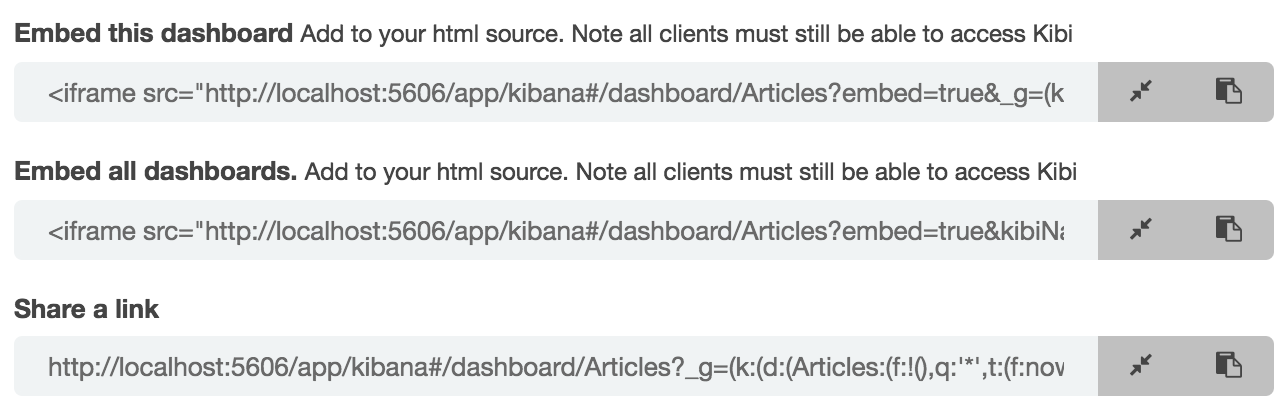 Embed this dashboard Add to your html source. Note all clients must still be able to access Kibi
<iframe src="http://localhost:5606/app/kibana#/dashboard/Articles?embed=true&_g=(k
Embed all dashboards. Add to your html source. Note all clients must still be able to access Kibi
<iframe src="http://localhost:5606/app/kibana#/dashboard/Articles?embed=true&kibiNa
Share a link
http://localhost:5606/app/kibana#/dashboard/Articles?_g=(k:(d:(Articles:(f:!(),q:'*',t:(f:nov